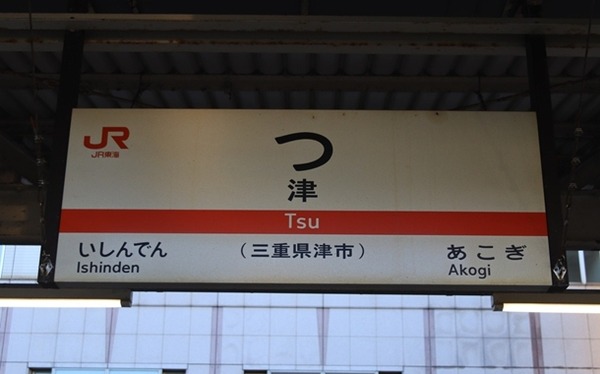 JR
JR東海
つ
津
Tsu
いしんでん
Ishinden
(三重県津市)
あこぎ
Akogi